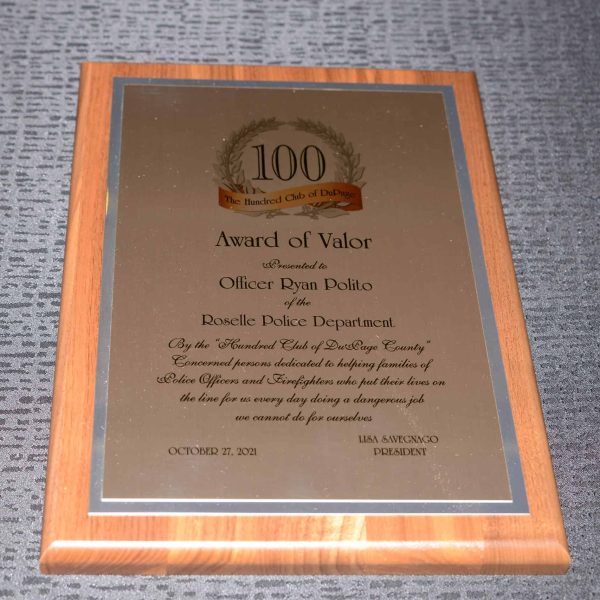 100
The Hundred Club of DuPage
Award of Valor
Presented to
Officer Ryan Polito
of the
Roselle Police Department
By the "Hundred Club of DuPage County"
Concerned persons dedicated to helping families of
Police Officers and Firefighters who put their lives on
the line for us every day doing a dangerous job
we cannot do for ourselves
OCTOBER 27, 2021
LISA SAVEGNAGO
PRESIDENT